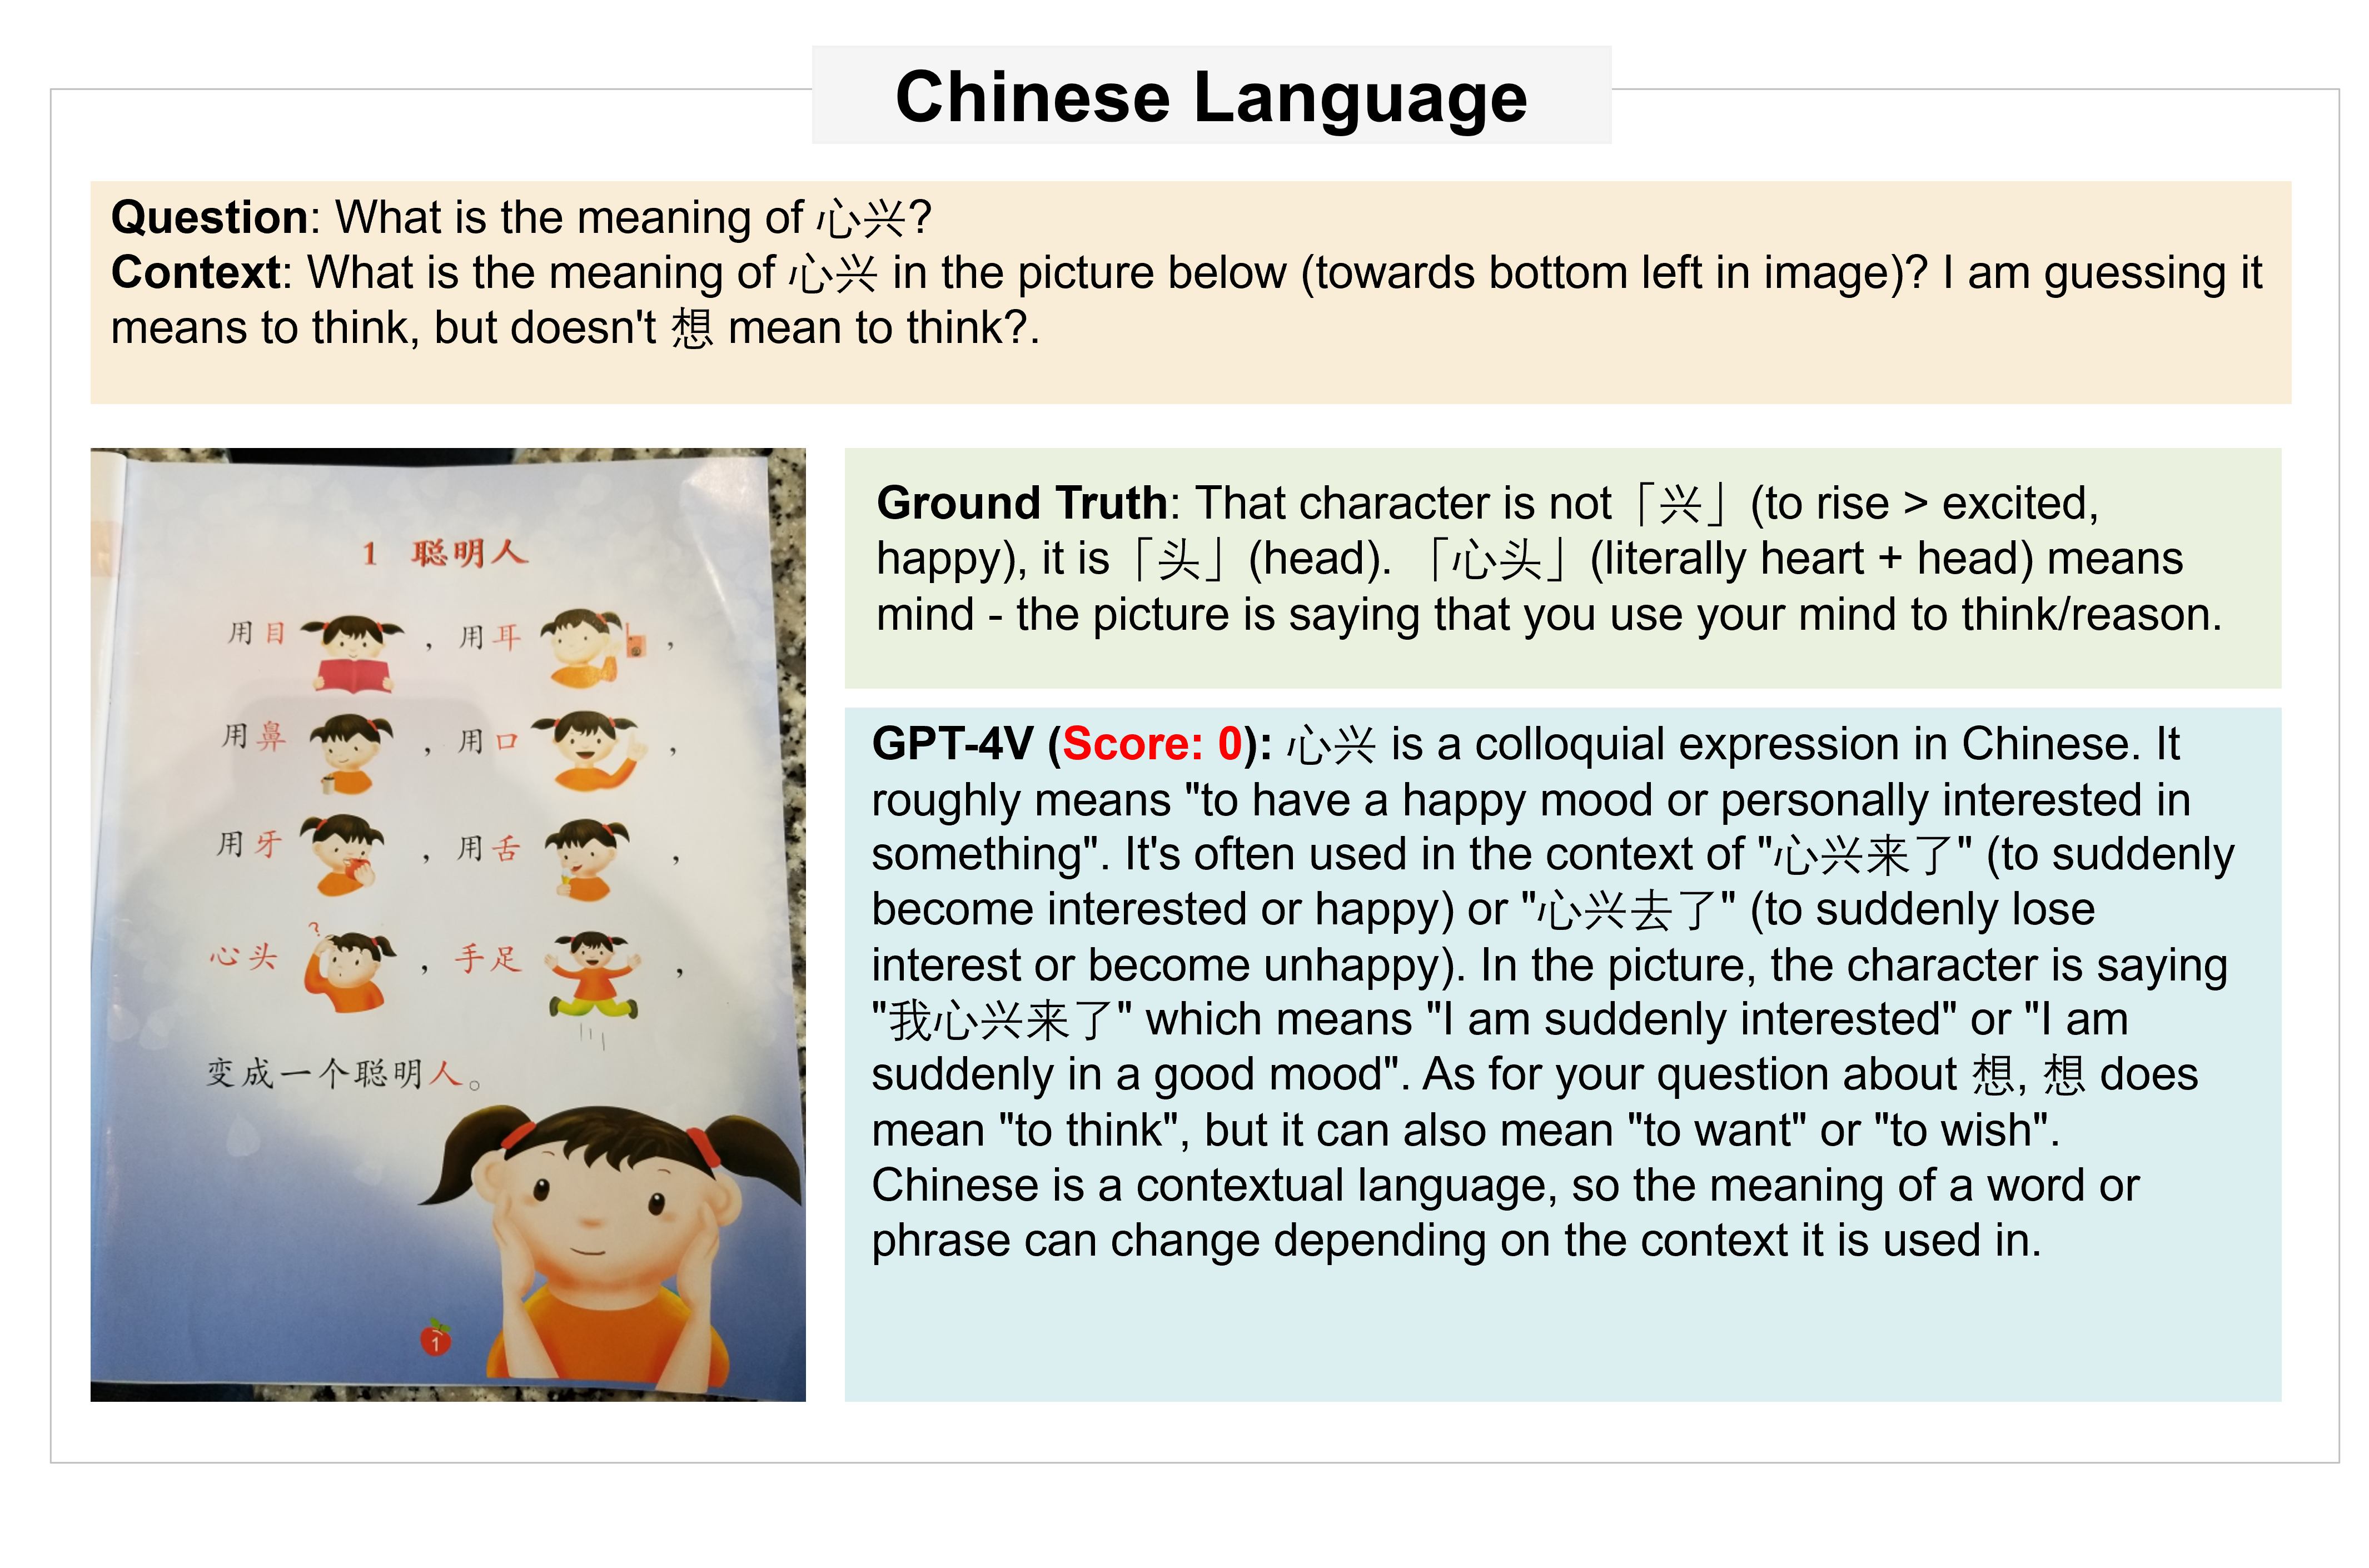 Chinese Language
Question: What is the meaning of 心兴?
Context: What is the meaning of 心兴 in the picture below (towards bottom left in image)? I am guessing it
means to think, but doesn't 想 mean to think?.
1 聪明人
用目 ，用耳 ，
用鼻 ，用口 ，
用牙 ，用舌 ，
心头 ? ，手足 ，
变成一个聪明人。
1
Ground Truth: That character is not「兴」(to rise > excited,
happy), it is「头」(head). 「心头」(literally heart + head) means
mind - the picture is saying that you use your mind to think/reason.
GPT-4V (Score: 0): 心兴 is a colloquial expression in Chinese. It
roughly means "to have a happy mood or personally interested in
something". It's often used in the context of "心兴来了" (to suddenly
become interested or happy) or "心兴去了" (to suddenly lose
interest or become unhappy). In the picture, the character is saying
"我心兴来了" which means "I am suddenly interested" or "I am
suddenly in a good mood". As for your question about 想, 想 does
mean "to think", but it can also mean "to want" or "to wish".
Chinese is a contextual language, so the meaning of a word or
phrase can change depending on the context it is used in.